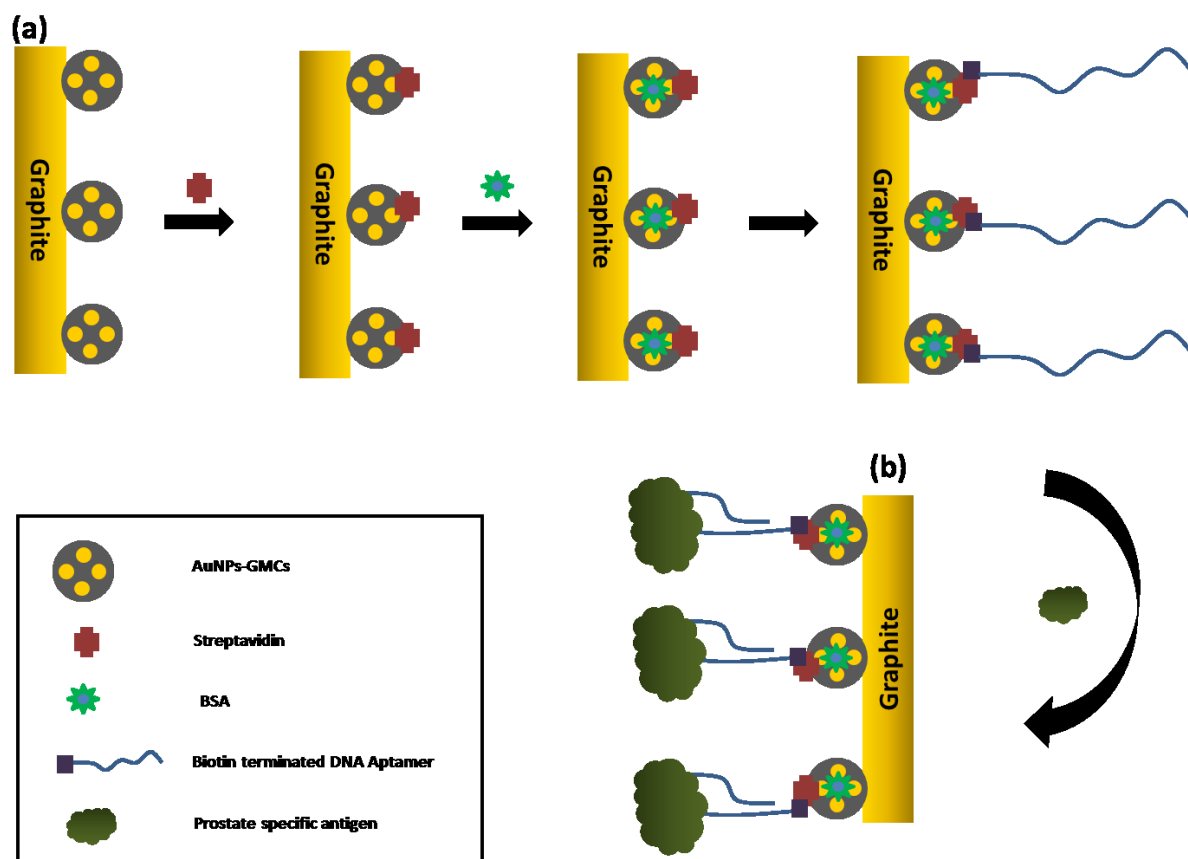 (a)
Graphite
Graphite
Graphite
Graphite
(b)
Graphite
AuNPs-GMCs
Streptavidin
BSA
Biotin terminated DNA Aptamer
Prostate specific antigen